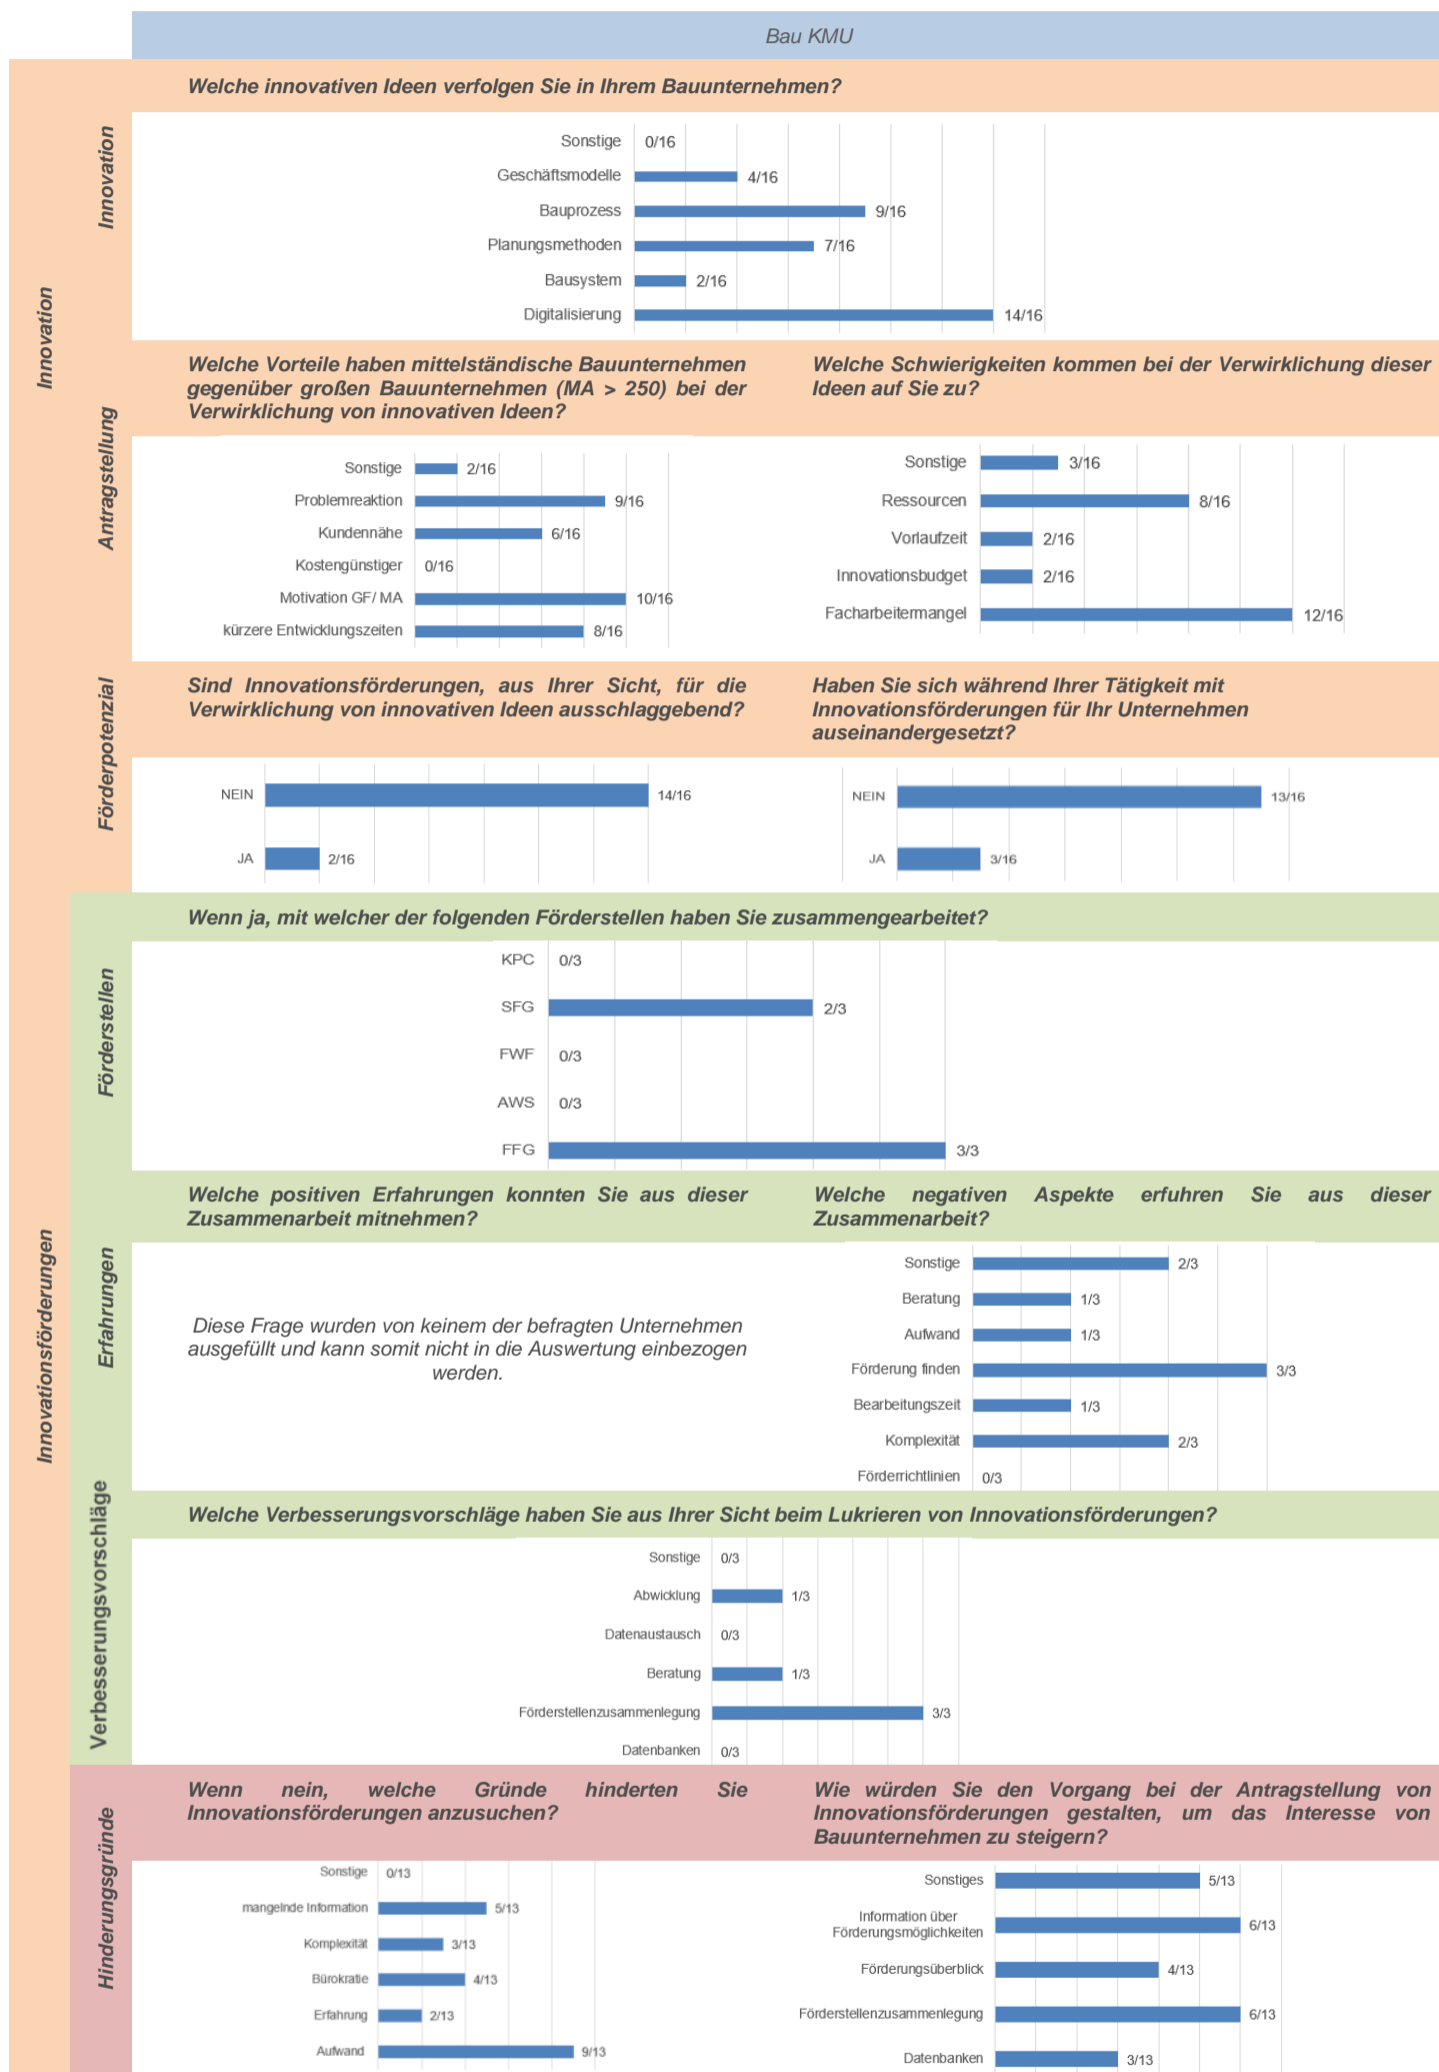 Bau KMU
Innovation
Innovation
Welche innovativen Ideen verfolgen Sie in Ihrem Bauunternehmen?
Sonstige 0/16
Geschäftsmodelle 4/16
Bauprozess 9/16
Planungsmethoden 7/16
Bausystem 2/16
Digitalisierung 14/16
Antragstellung
Welche Vorteile haben mittelständische Bauunternehmen
gegenüber großen Bauunternehmen (MA > 250) bei der
Verwirklichung von innovativen Ideen?
Sonstige 2/16
Problemreaktion 9/16
Kundennähe 6/16
Kostengünstiger 0/16
Motivation GF/ MA 10/16
kürzere Entwicklungszeiten 8/16
Welche Schwierigkeiten kommen bei der Verwirklichung dieser
Ideen auf Sie zu?
Sonstige 3/16
Ressourcen 8/16
Vorlaufzeit 2/16
Innovationsbudget 2/16
Facharbeitermangel 12/16
Förderpotenzial
Sind Innovationsförderungen, aus Ihrer Sicht, für die
Verwirklichung von innovativen Ideen ausschlaggebend?
NEIN 14/16
JA 2/16
Haben Sie sich während Ihrer Tätigkeit mit
Innovationsförderungen für Ihr Unternehmen
auseinandergesetzt?
NEIN 13/16
JA 3/16
Innovationsförderungen
Förderstellen
Wenn ja, mit welcher der folgenden Förderstellen haben Sie zusammengearbeitet?
KPC 0/3
SFG 2/3
FWF 0/3
AWS 0/3
FFG 3/3
Erfahrungen
Welche positiven Erfahrungen konnten Sie aus dieser
Zusammenarbeit mitnehmen?
Diese Frage wurden von keinem der befragten Unternehmen
ausgefüllt und kann somit nicht in die Auswertung einbezogen
werden.
Welche negativen Aspekte erfuhren Sie aus dieser
Zusammenarbeit?
Sonstige 2/3
Beratung 1/3
Aufwand 1/3
Förderung finden 3/3
Bearbeitungszeit 1/3
Komplexität 2/3
Förderrichtlinien 0/3
Verbesserungsvorschläge
Welche Verbesserungsvorschläge haben Sie aus Ihrer Sicht beim Lukrieren von Innovationsförderungen?
Sonstige 0/3
Abwicklung 1/3
Datenaustausch 0/3
Beratung 1/3
Förderstellenzusammenlegung 3/3
Datenbanken 0/3
Hinderungsgründe
Wenn nein, welche Gründe hinderten Sie
Innovationsförderungen anzusuchen?
Sonstige 0/13
mangelnde Information 5/13
Komplexität 3/13
Bürokratie 4/13
Erfahrung 2/13
Aufwand 9/13
Wie würden Sie den Vorgang bei der Antragstellung von
Innovationsförderungen gestalten, um das Interesse von
Bauunternehmen zu steigern?
Sonstiges 5/13
Information über
Förderungsmöglichkeiten 6/13
Förderungsüberblick 4/13
Förderstellenzusammenlegung 6/13
Datenbanken 3/13